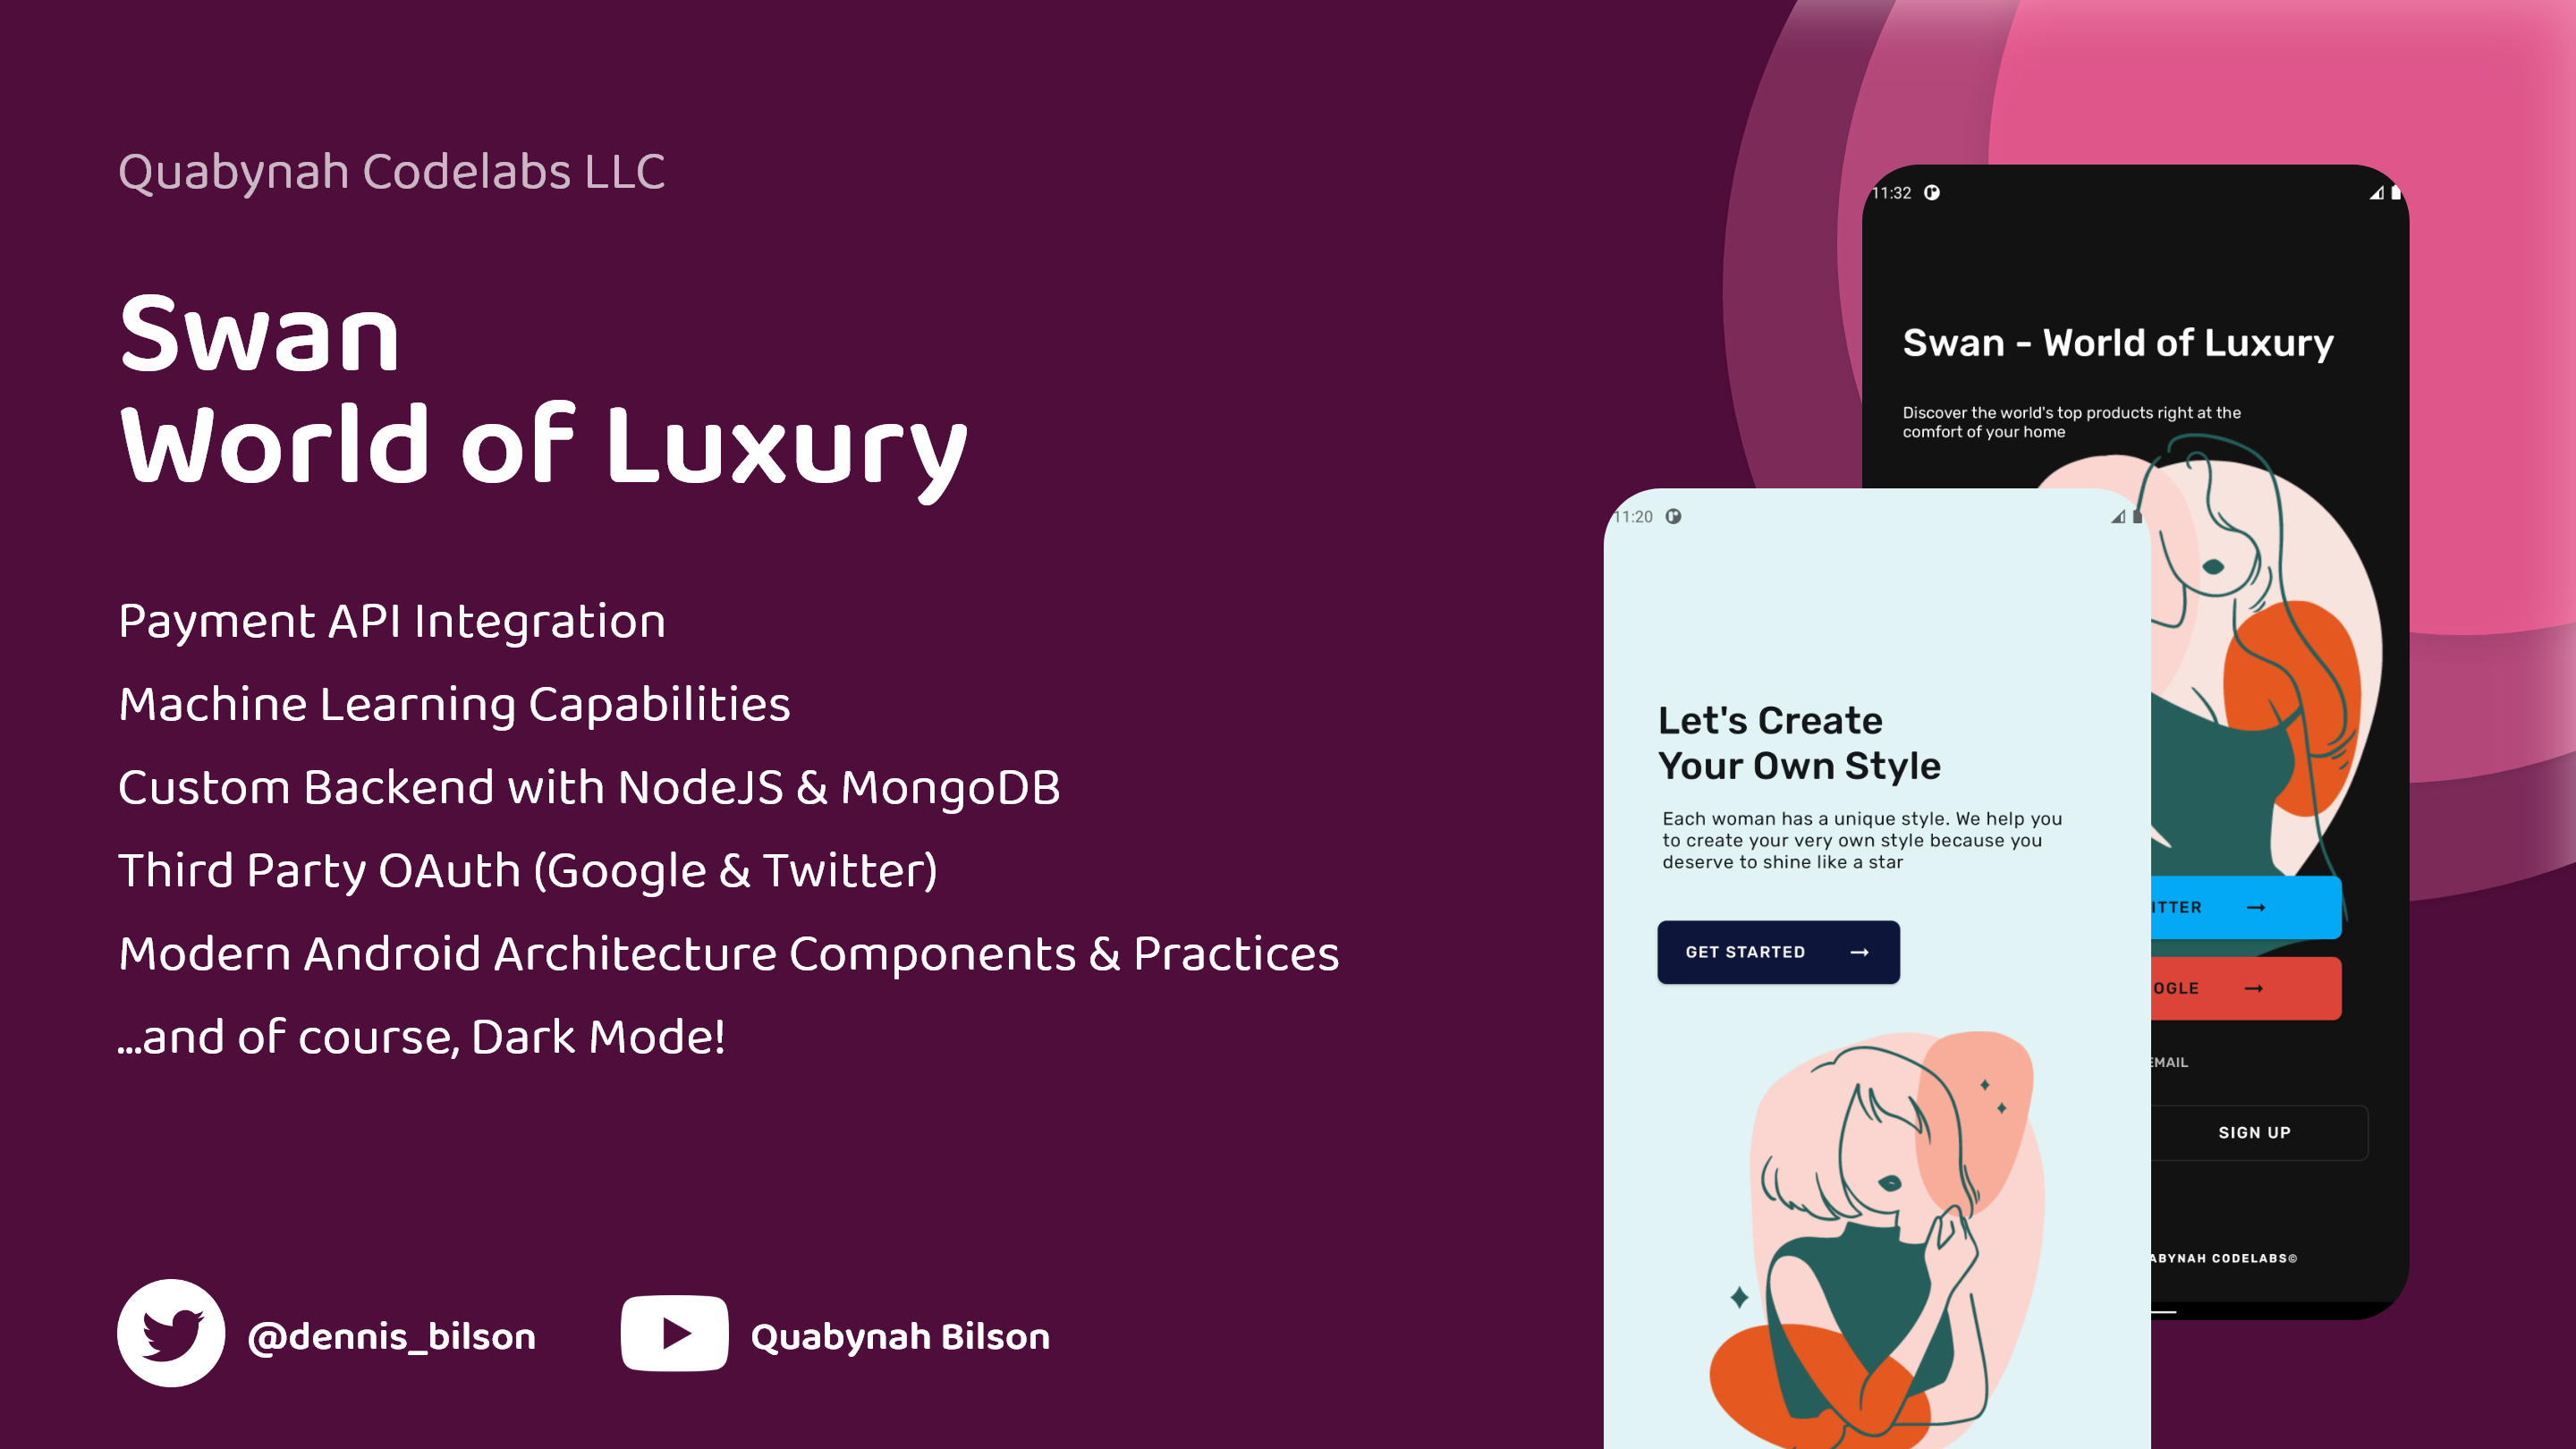 Quabynah Codelabs LLC
Swan
World of Luxury
Payment API Integration
Machine Learning Capabilities
Custom Backend with NodeJS & MongoDB
Third Party OAuth (Google & Twitter)
Modern Android Architecture Components & Practices
...and of course, Dark Mode!
@dennis_bilson
Quabynah Bilson
11:32
Swan - World of Luxury
Discover the world's top products right at the
comfort of your home
ITTER
OGLE
EMAIL
SIGN UP
ABYNAH CODELABS©
11:20
Let's Create
Your Own Style
Each woman has a unique style. We help you
to create your very own style because you
deserve to shine like a star
GET STARTED